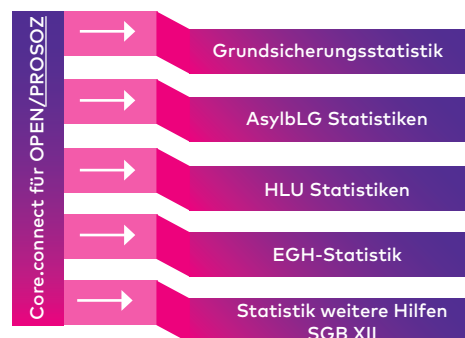 Core.connect für OPEN/PROSOZ
Grundsicherungsstatistik
AsylbLG Statistiken
HLU Statistiken
EGH-Statistik
Statistik weitere Hilfen
SGB XII